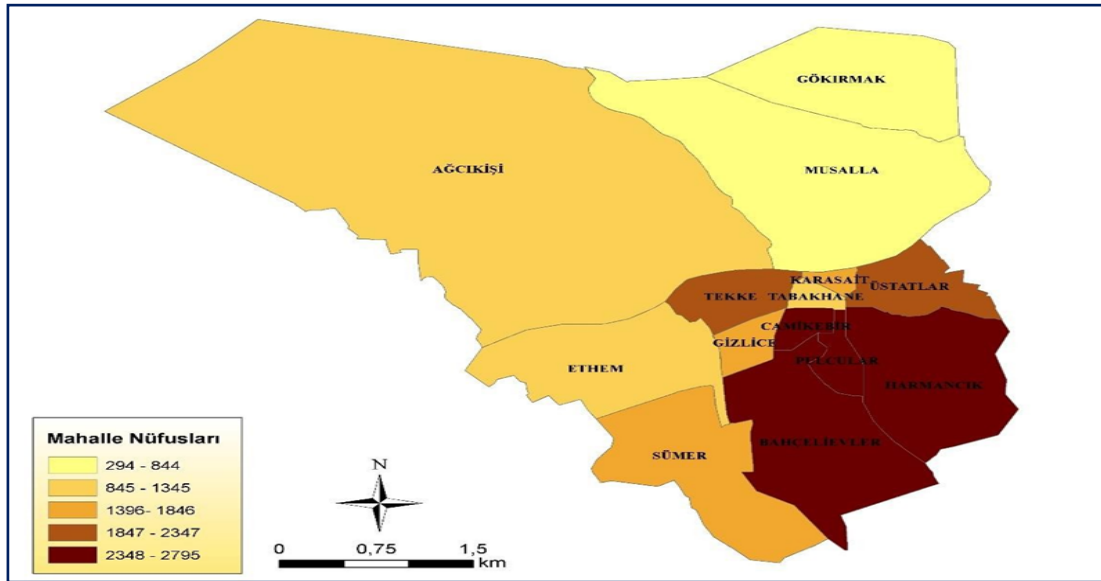 GÖKIRMAK
AĞCIKİŞİ
MUSALLA
KARASAİT
TEKKE TABAKHANE ÜSTATLAR
CAMİKEBİR
GİZLİCE
PELCULAR
ETHEM
HARMANCIK
BAHÇELİEVLER
SÜMER
Mahalle Nüfusları
294 - 844
845 - 1345
1396- 1846
1847 - 2347
2348 - 2795
N
0 0,75 1,5
km